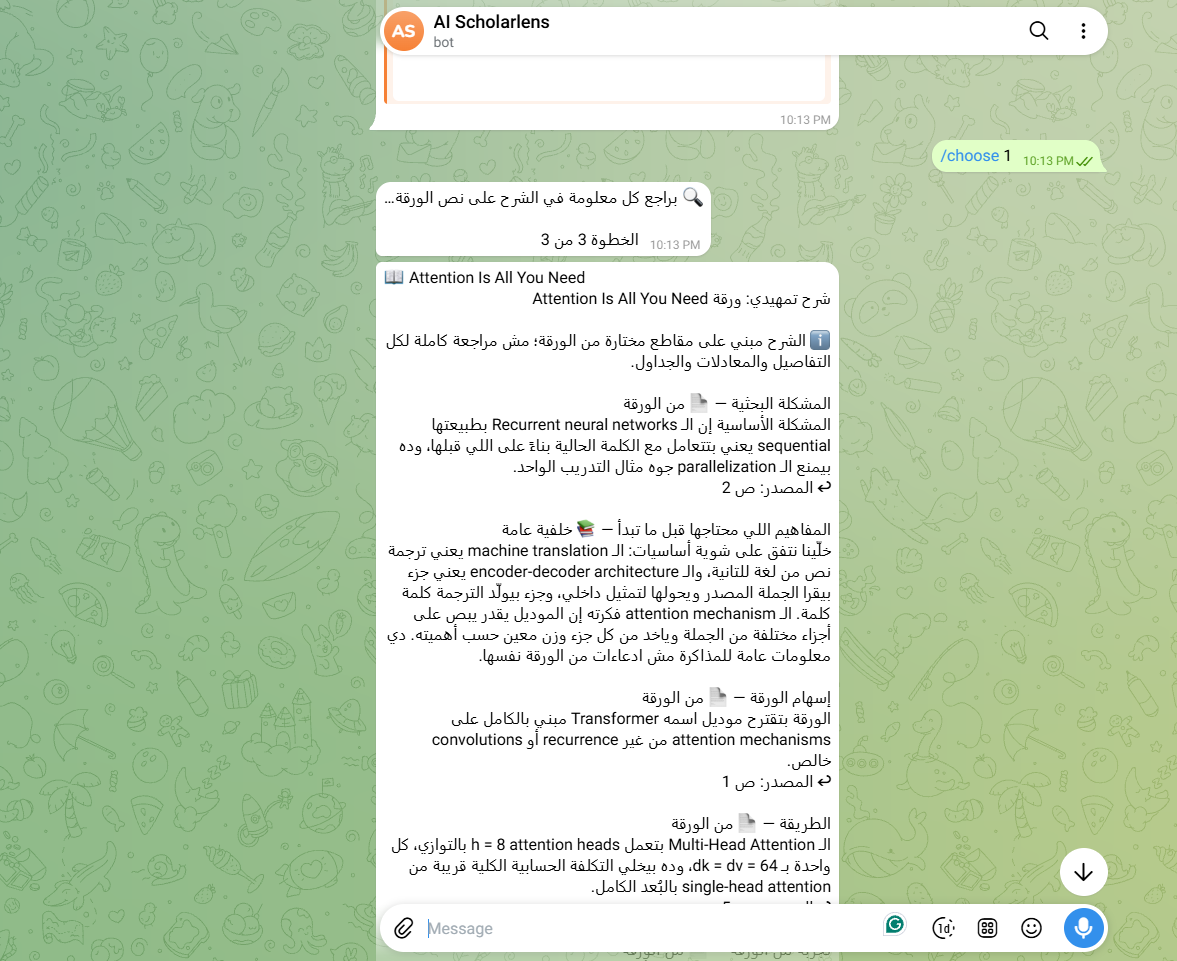 AS
AI Scholarlens
bot
10:13 PM
/choose 1 10:13 PM
🔍 براجع كل معلومة في الشرح على نص الورقة...
الخطوة 3 من 3 10:13 PM
📖 Attention Is All You Need
شرح تمهيدي: ورقة Attention Is All You Need
ℹ️ الشرح مبني على مقاطع مختارة من الورقة؛ مش مراجعة كاملة لكل
التفاصيل والمعادلات والجداول.
المشكلة البحثية — 📄 من الورقة
المشكلة الأساسية إن الـ Recurrent neural networks بطبيعتها
sequential يعني بتتعامل مع الكلمة الحالية بناءً على اللي قبلها، وده
بيمنع الـ parallelization جوه مثال التدريب الواحد.
↩ المصدر: ص 2
المفاهيم اللي محتاجها قبل ما تبدأ — 📚 خلفية عامة
خلّينا نتفق على شوية أساسيات: الـ machine translation يعني ترجمة
نص من لغة للتانية، والـ encoder-decoder architecture يعني جزء
بيقرا الجملة المصدر ويحولها لتمثيل داخلي، وجزء بيولّد الترجمة كلمة
كلمة. الـ attention mechanism فكرته إن الموديل يقدر يبص على
أجزاء مختلفة من الجملة وياخد من كل جزء وزن معين حسب أهميته. دي
معلومات عامة للمذاكرة مش ادعاءات من الورقة نفسها.
إسهام الورقة — 📄 من الورقة
الورقة بتقترح موديل اسمه Transformer مبني بالكامل على
attention mechanisms من غير recurrence أو convolutions
خالص.
↩ المصدر: ص 1
الطريقة — 📄 من الورقة
الـ Multi-Head Attention بتعمل h = 8 attention heads بالتوازي، كل
واحدة بـ dk = dv = 64، وده بيخلي التكلفة الحسابية الكلية قريبة من
single-head attention بالبُعد الكامل.
Message